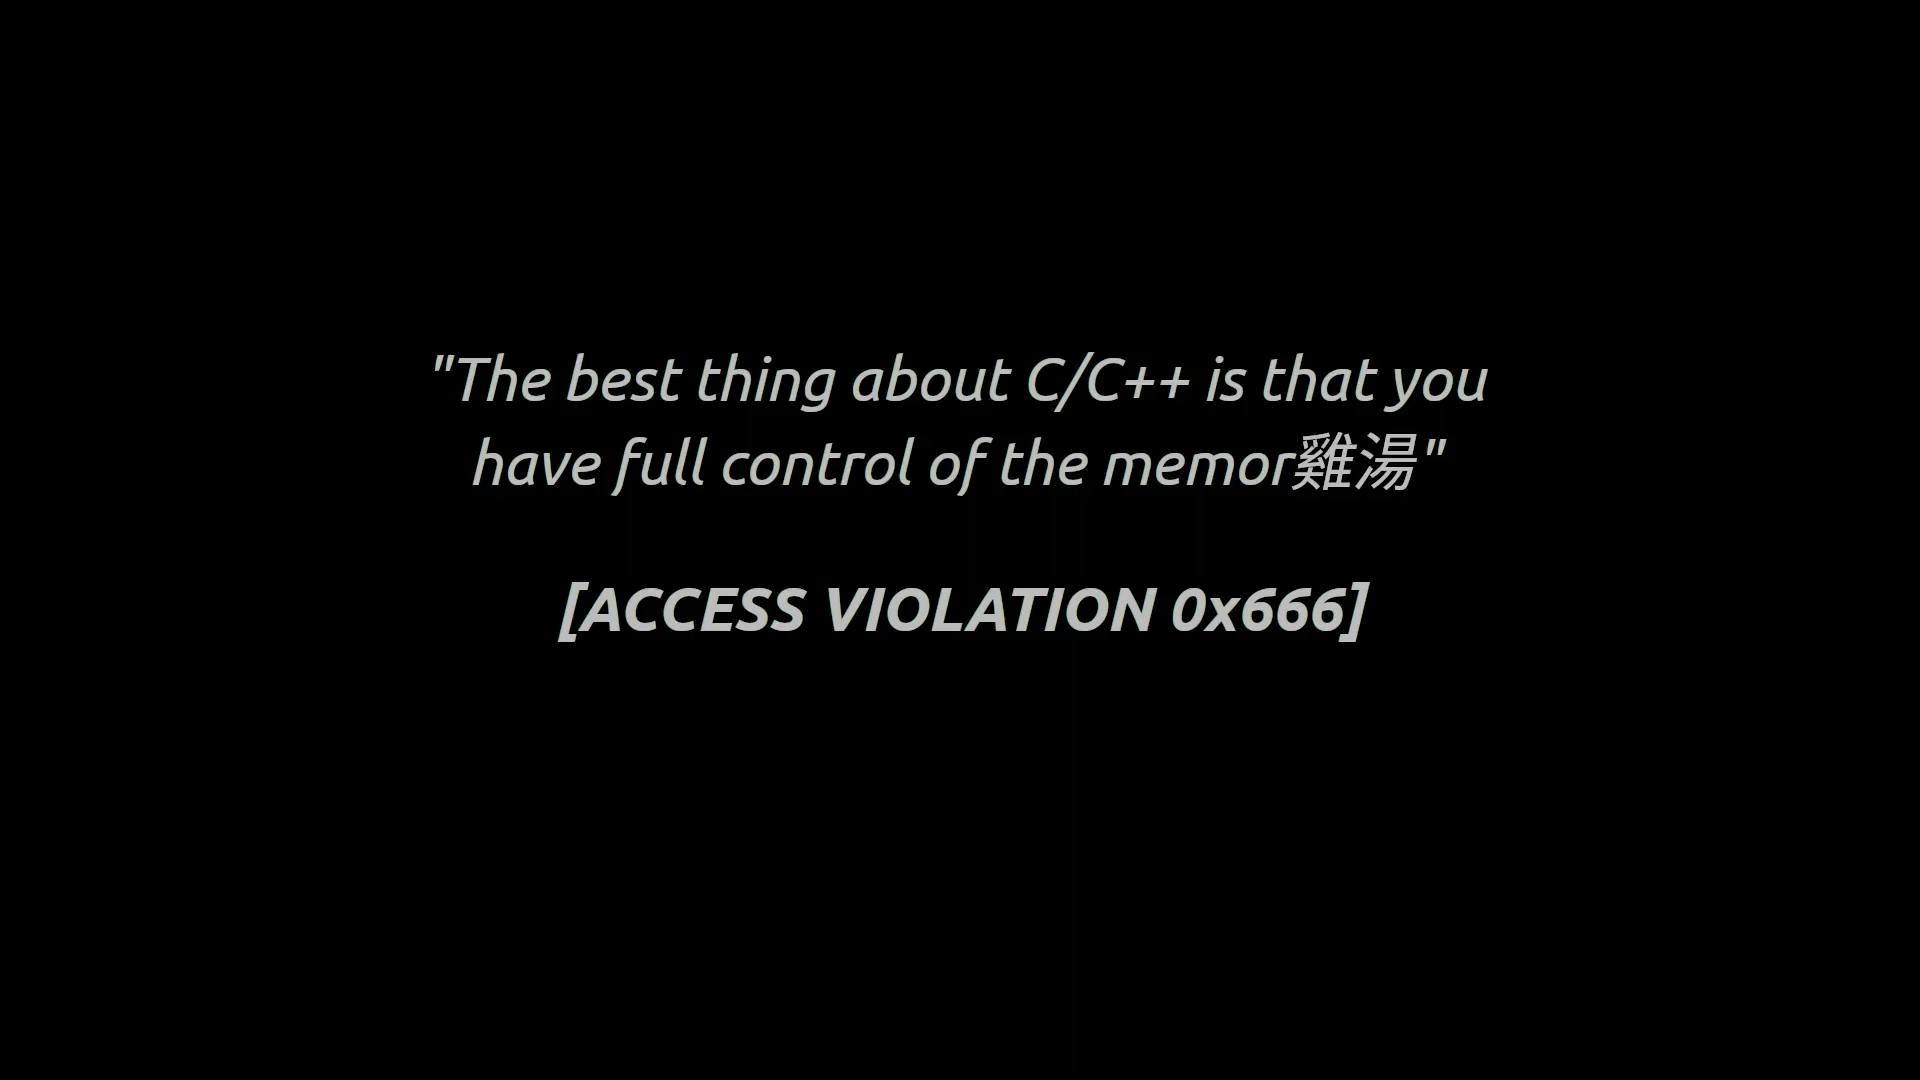 "The best thing about C/C++ is that you
have full control of the memor雞湯"
[ACCESS VIOLATION 0x666]